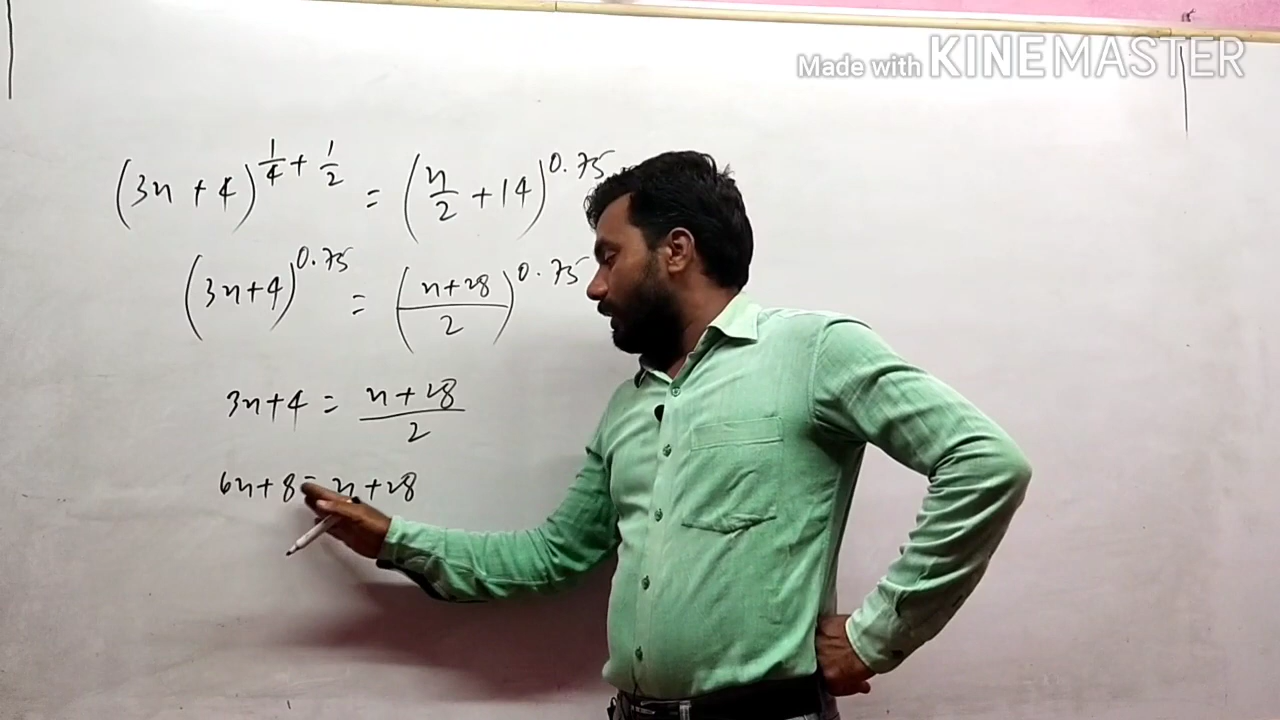 Made with KINEMASTER
(3x+4)^(1/4 + 1/2) = (x/2 + 14)^0.75
(3x+4)^0.75 = ((x+28)/2)^0.75
3x+4 = (x+28)/2
6x+8 = x+28